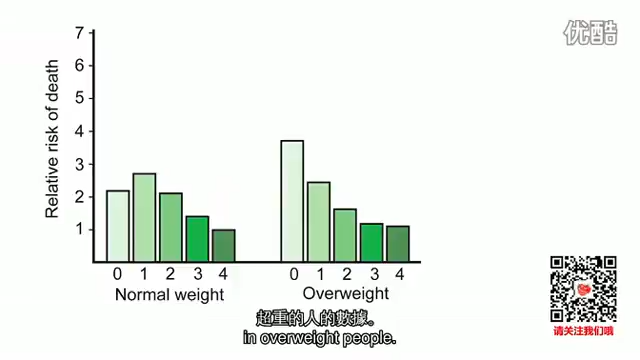 优酷
Relative risk of death
7
6
5
4
3
2
1
0 1 2 3 4
Normal weight
0 1 2 3 4
Overweight
超重的人的數據。
in overweight people.
请关注我们哦